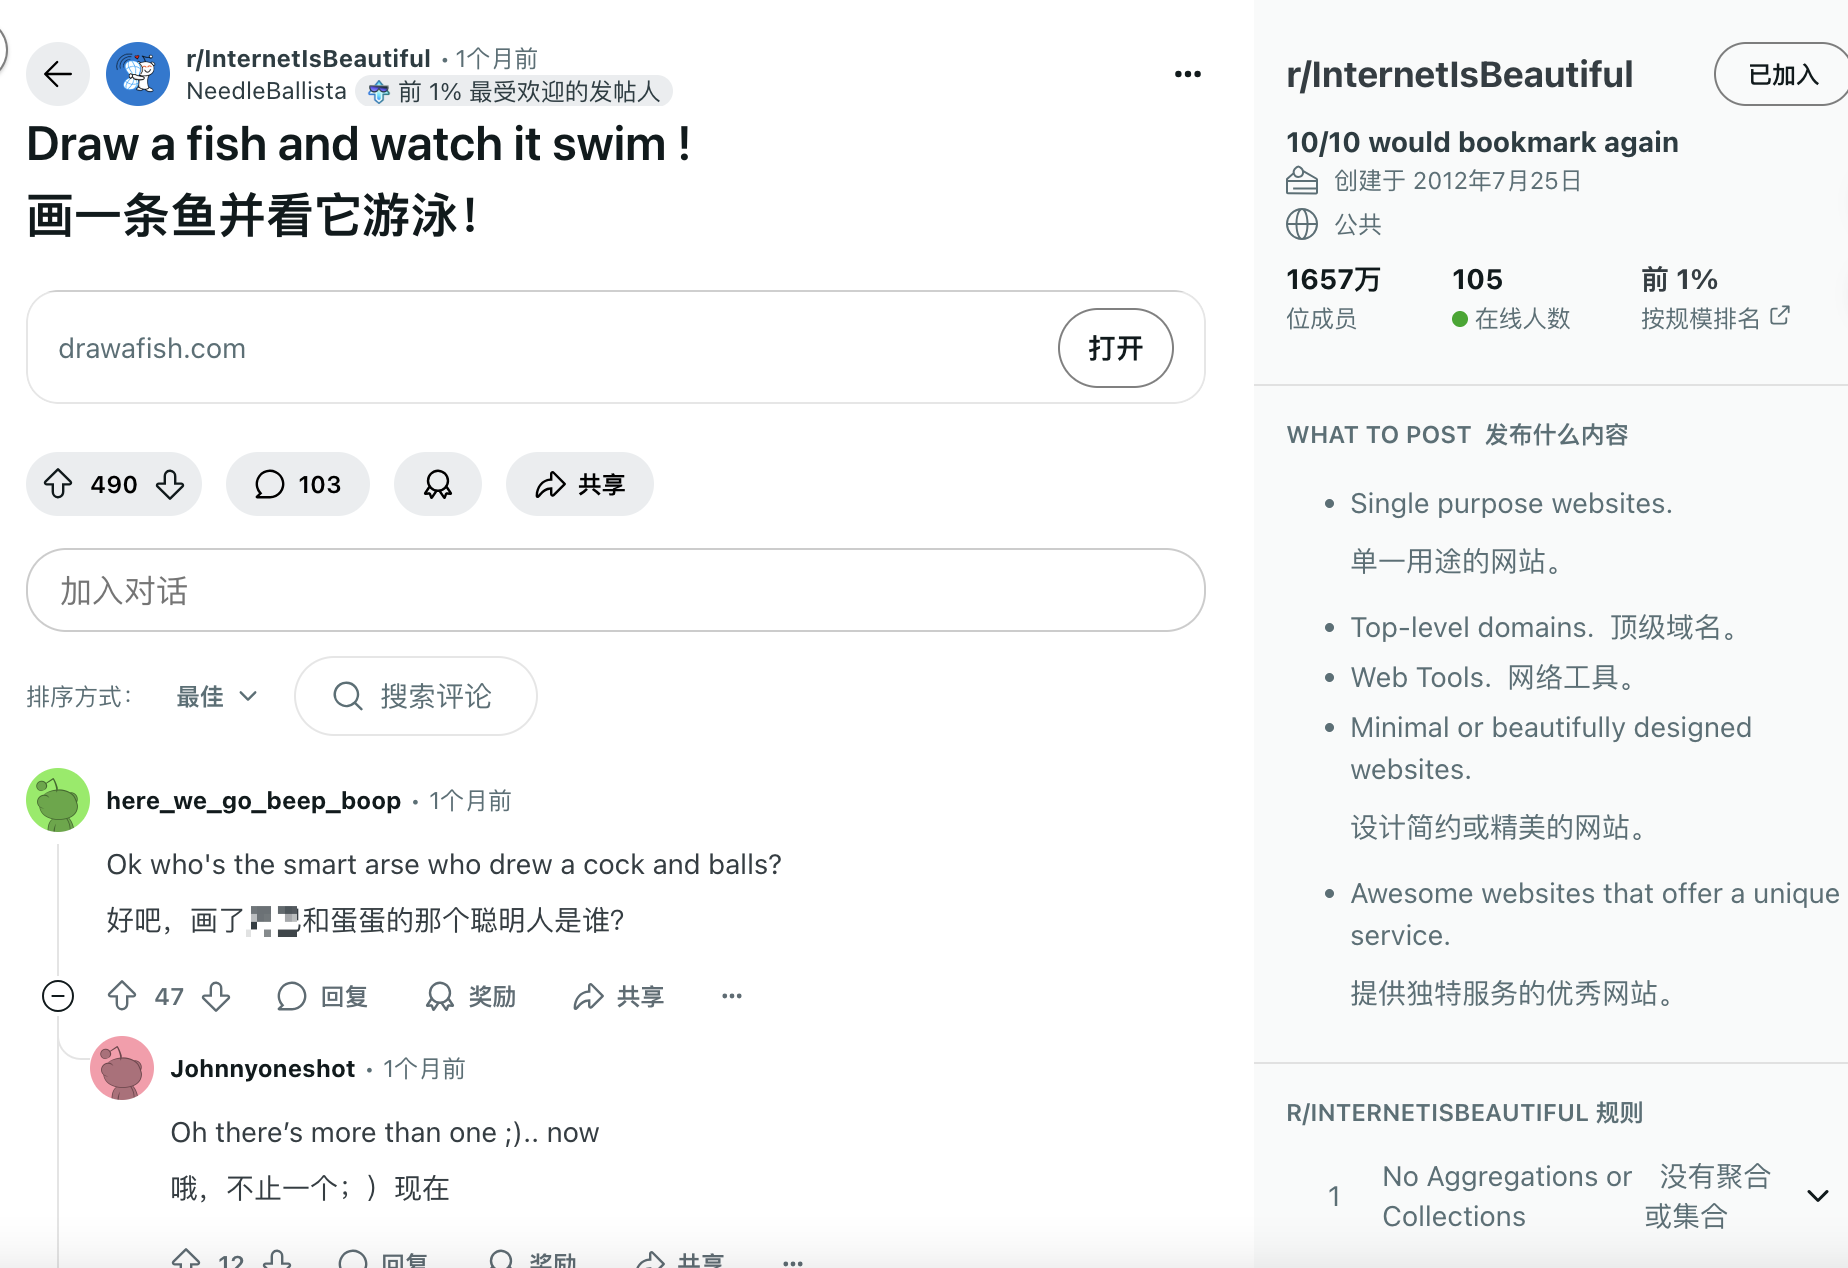 r/InternetIsBeautiful • 1个月前
NeedleBallista 前 1% 最受欢迎的发帖人
Draw a fish and watch it swim !
画一条鱼并看它游泳！
drawafish.com
打开
490
103
共享
加入对话
排序方式：
最佳
搜索评论
here_we_go_beep_boop • 1个月前
Ok who's the smart arse who drew a cock and balls?
好吧，画了
和蛋蛋的那个聪明人是谁？
47
回复
奖励
共享
Johnnyoneshot • 1个月前
Oh there’s more than one ;).. now
哦，不止一个；）现在
12
回复
奖励
共享
r/InternetIsBeautiful
已加入
10/10 would bookmark again
创建于 2012年7月25日
公共
1657万
位成员
105
在线人数
前 1%
按规模排名
WHAT TO POST 发布什么内容
• Single purpose websites.
单一用途的网站。
• Top-level domains. 顶级域名。
• Web Tools. 网络工具。
• Minimal or beautifully designed
websites.
设计简约或精美的网站。
• Awesome websites that offer a unique
service.
提供独特服务的优秀网站。
R/INTERNETISBEAUTIFUL 规则
1
No Aggregations or
Collections
没有聚合
或集合